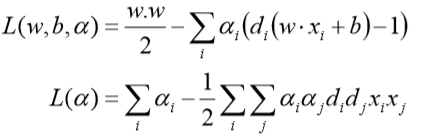 L(w,b,α) = w.w/2 − ∑_i α_i(d_i(w·x_i + b)−1)
L(α) = ∑_i α_i − 1/2 ∑_i ∑_j α_i α_j d_i d_j x_i x_j